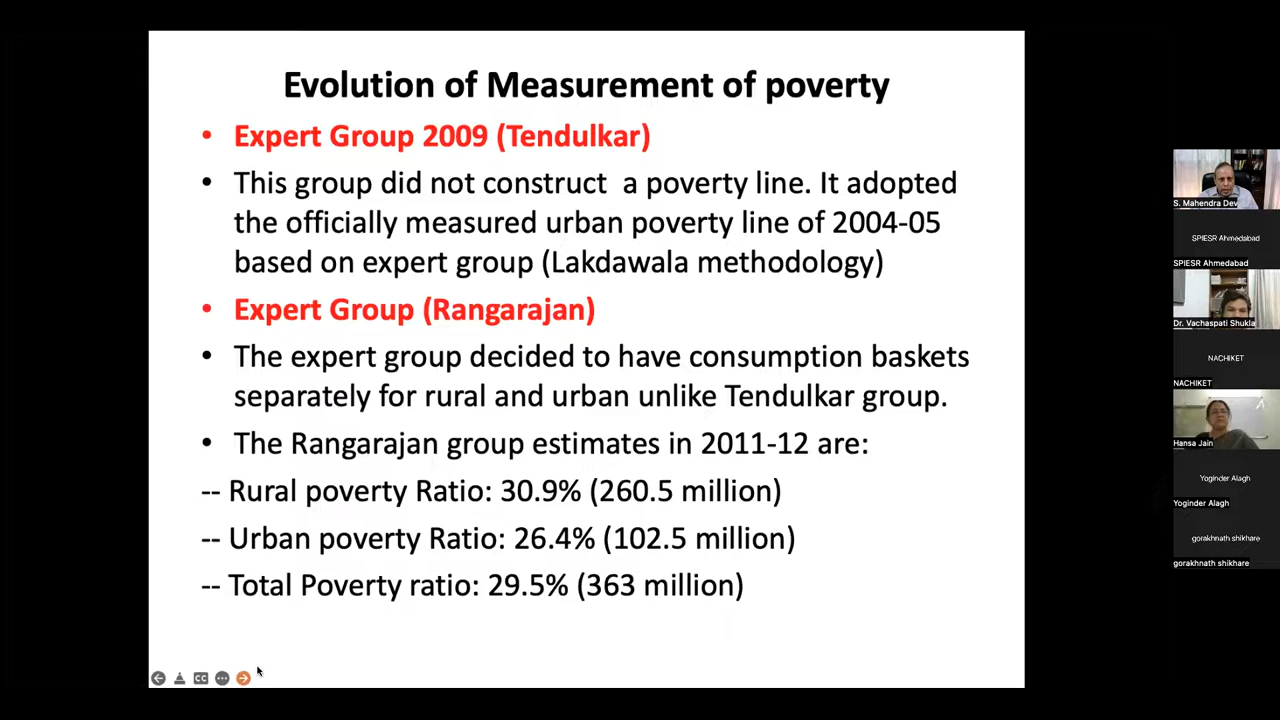 Evolution of Measurement of poverty
• Expert Group 2009 (Tendulkar)
• This group did not construct a poverty line. It adopted
the officially measured urban poverty line of 2004-05
based on expert group (Lakdawala methodology)
• Expert Group (Rangarajan)
• The expert group decided to have consumption baskets
separately for rural and urban unlike Tendulkar group.
• The Rangarajan group estimates in 2011-12 are:
-- Rural poverty Ratio: 30.9% (260.5 million)
-- Urban poverty Ratio: 26.4% (102.5 million)
-- Total Poverty ratio: 29.5% (363 million)
CC
S. Mahendra Dev
SPIESR Ahmedabad
SPIESR Ahmedabad
Dr. Vachaspati Shukla
NACHIKET
NACHIKET
Hansa Jain
Yoginder Alagh
Yoginder Alagh
gorakhnath shikhare
gorakhnath shikhare